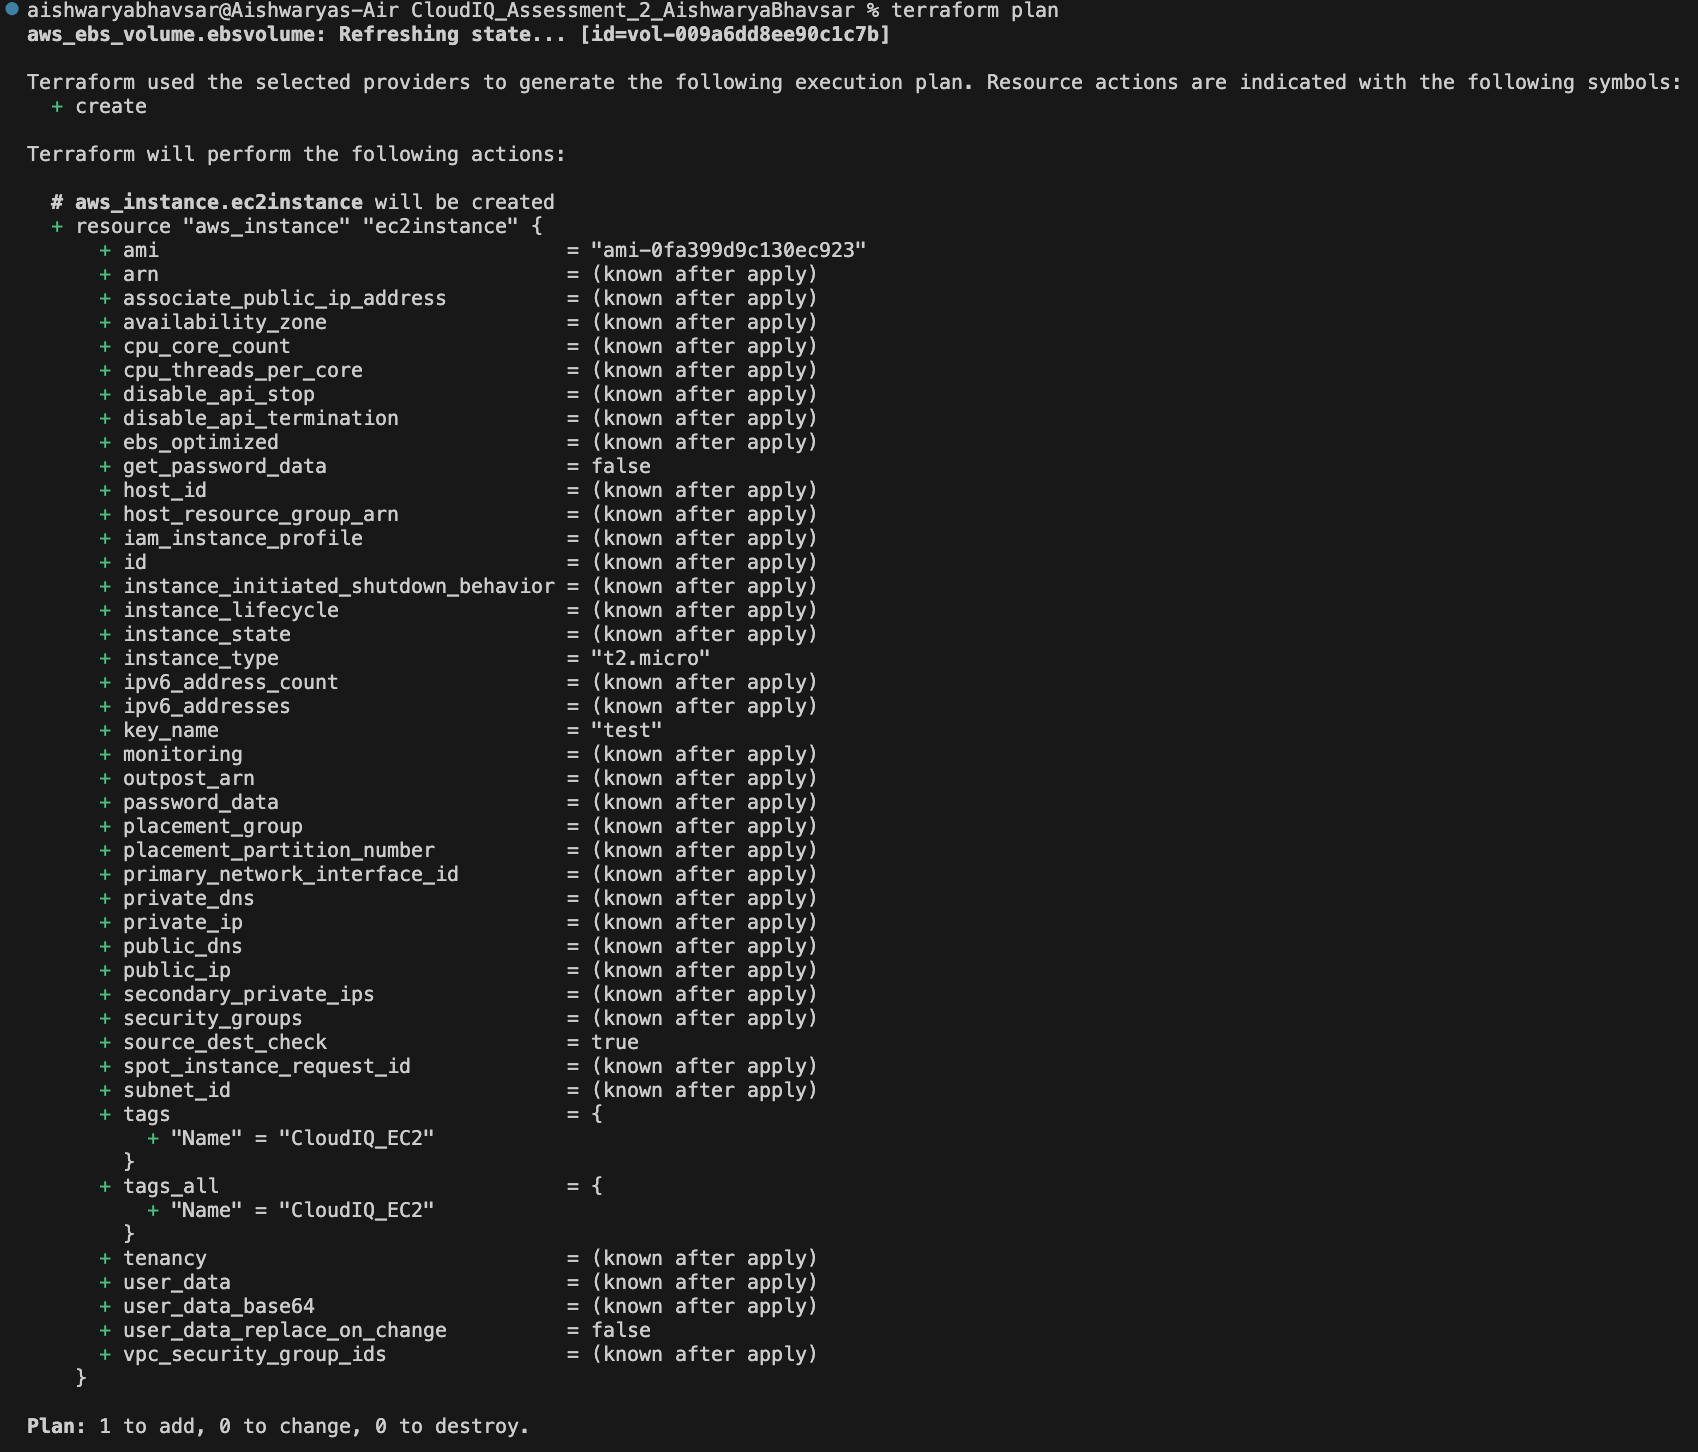 aishwaryabhavsar@Aishwaryas-Air CloudIQ_Assessment_2_AishwaryaBhavsar % terraform plan
aws_ebs_volume.ebsvolume: Refreshing state... [id=vol-009a6dd8ee90c1c7b]
Terraform used the selected providers to generate the following execution plan. Resource actions are indicated with the following symbols:
  + create
Terraform will perform the following actions:
  # aws_instance.ec2instance will be created
  + resource "aws_instance" "ec2instance" {
      + ami                                  = "ami-0fa399d9c130ec923"
      + arn                                  = (known after apply)
      + associate_public_ip_address          = (known after apply)
      + availability_zone                    = (known after apply)
      + cpu_core_count                       = (known after apply)
      + cpu_threads_per_core                 = (known after apply)
      + disable_api_stop                     = (known after apply)
      + disable_api_termination              = (known after apply)
      + ebs_optimized                        = (known after apply)
      + get_password_data                    = false
      + host_id                              = (known after apply)
      + host_resource_group_arn              = (known after apply)
      + iam_instance_profile                 = (known after apply)
      + id                                   = (known after apply)
      + instance_initiated_shutdown_behavior = (known after apply)
      + instance_lifecycle                   = (known after apply)
      + instance_state                       = (known after apply)
      + instance_type                        = "t2.micro"
      + ipv6_address_count                   = (known after apply)
      + ipv6_addresses                       = (known after apply)
      + key_name                             = "test"
      + monitoring                           = (known after apply)
      + outpost_arn                          = (known after apply)
      + password_data                        = (known after apply)
      + placement_group                      = (known after apply)
      + placement_partition_number           = (known after apply)
      + primary_network_interface_id         = (known after apply)
      + private_dns                          = (known after apply)
      + private_ip                           = (known after apply)
      + public_dns                           = (known after apply)
      + public_ip                            = (known after apply)
      + secondary_private_ips                = (known after apply)
      + security_groups                      = (known after apply)
      + source_dest_check                    = true
      + spot_instance_request_id             = (known after apply)
      + subnet_id                            = (known after apply)
      + tags                                 = {
          + "Name" = "CloudIQ_EC2"
        }
      + tags_all                             = {
          + "Name" = "CloudIQ_EC2"
        }
      + tenancy                              = (known after apply)
      + user_data                            = (known after apply)
      + user_data_base64                     = (known after apply)
      + user_data_replace_on_change          = false
      + vpc_security_group_ids               = (known after apply)
    }
Plan: 1 to add, 0 to change, 0 to destroy.